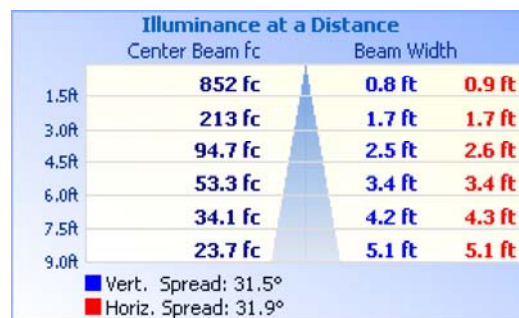 Illuminance at a Distance
Center Beam fc Beam Width
1.5ft 852 fc 0.8 ft 0.9 ft
3.0ft 213 fc 1.7 ft 1.7 ft
4.5ft 94.7 fc 2.5 ft 2.6 ft
6.0ft 53.3 fc 3.4 ft 3.4 ft
7.5ft 34.1 fc 4.2 ft 4.3 ft
9.0ft 23.7 fc 5.1 ft 5.1 ft
Vert. Spread: 31.5°
Horiz. Spread: 31.9°